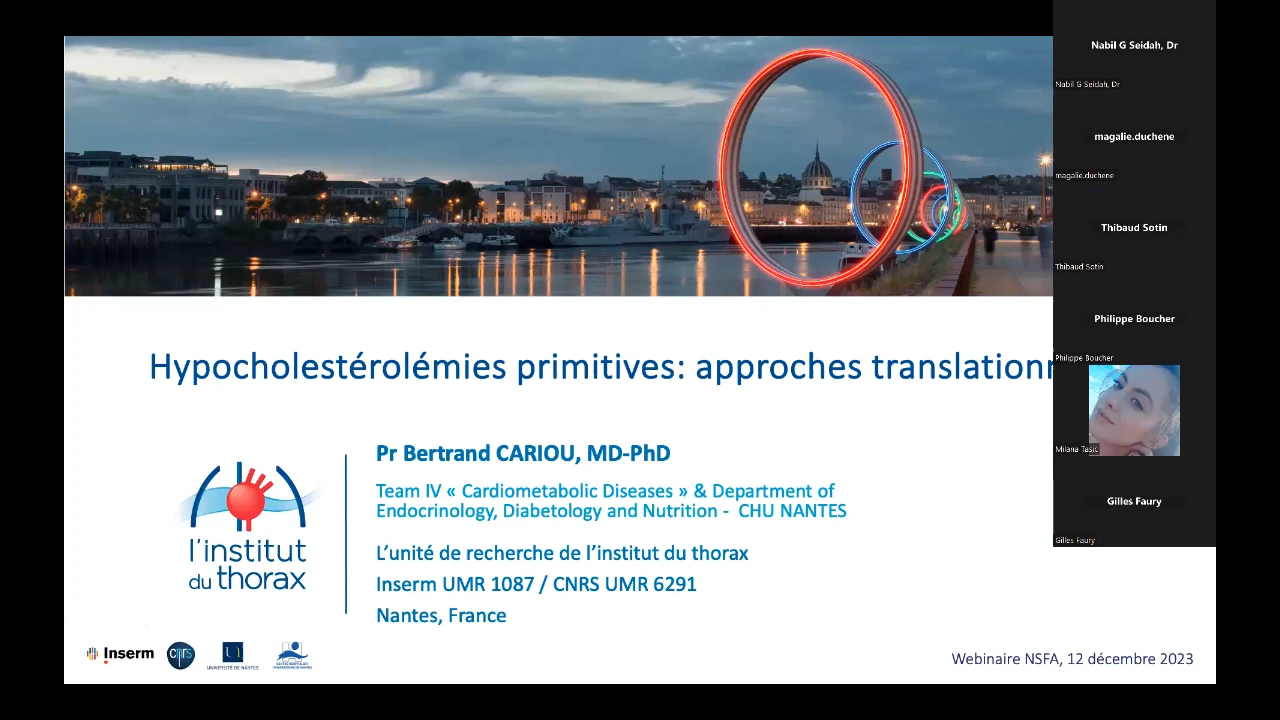 Nabil G Seidah, Dr
Nabil G Seidah, Dr
magalie.duchene
magalie.duchene
Thibaud Sotin
Thibaud Sotin
Philippe Boucher
Philippe Boucher
Milana Tasic
Gilles Faury
Gilles Faury
Hypocholestérolémies primitives: approches translationn
Pr Bertrand CARIOU, MD-PhD
Team IV « Cardiometabolic Diseases » & Department of
Endocrinology, Diabetology and Nutrition - CHU NANTES
L’unité de recherche de l’institut du thorax
Inserm UMR 1087 / CNRS UMR 6291
Nantes, France
l’institut
du thorax
Inserm
cnrs
UNIVERSITÉ DE NANTES
Webinaire NSFA, 12 décembre 2023